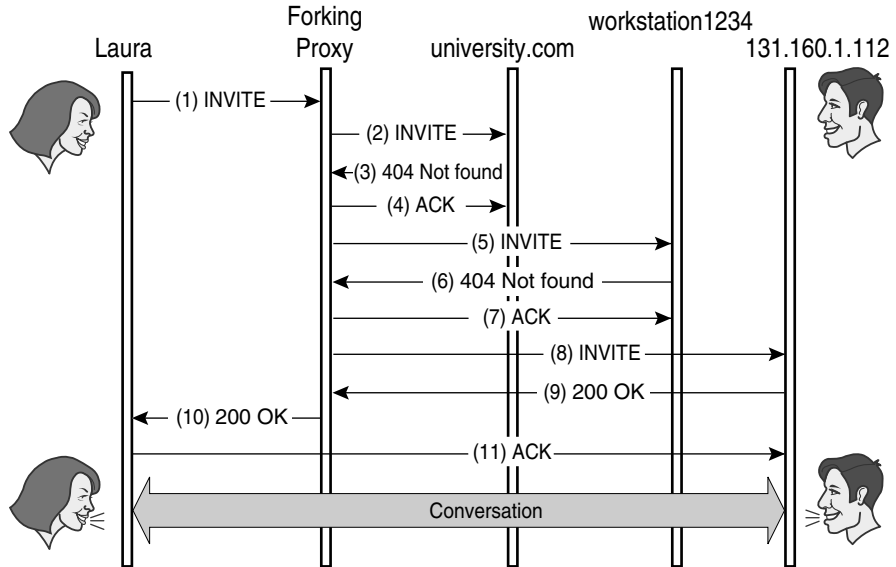 Laura
Forking
Proxy
university.com
workstation1234
131.160.1.112
(1) INVITE
(2) INVITE
(3) 404 Not found
(4) ACK
(5) INVITE
(6) 404 Not found
(7) ACK
(8) INVITE
(9) 200 OK
(10) 200 OK
(11) ACK
Conversation